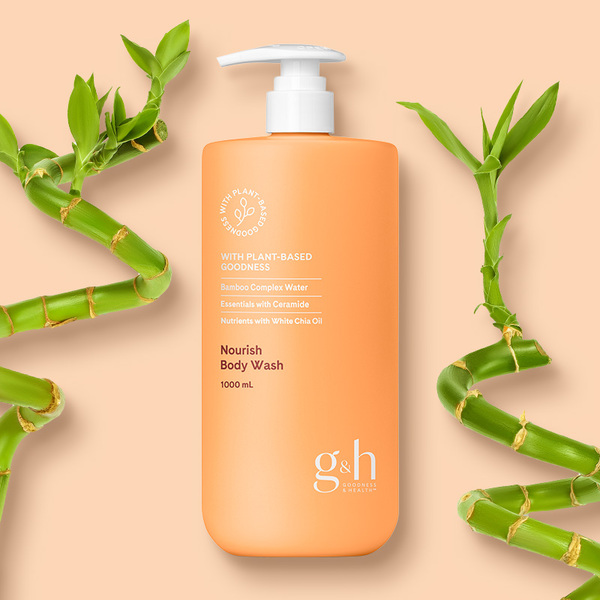 WITH PLANT-BASED GOODNESS
WITH PLANT-BASED
GOODNESS
Bamboo Complex Water
Essentials with Ceramide
Nutrients with White Chia Oil
Nourish
Body Wash
1000 mL
g&h
GOODNESS
& HEALTH™